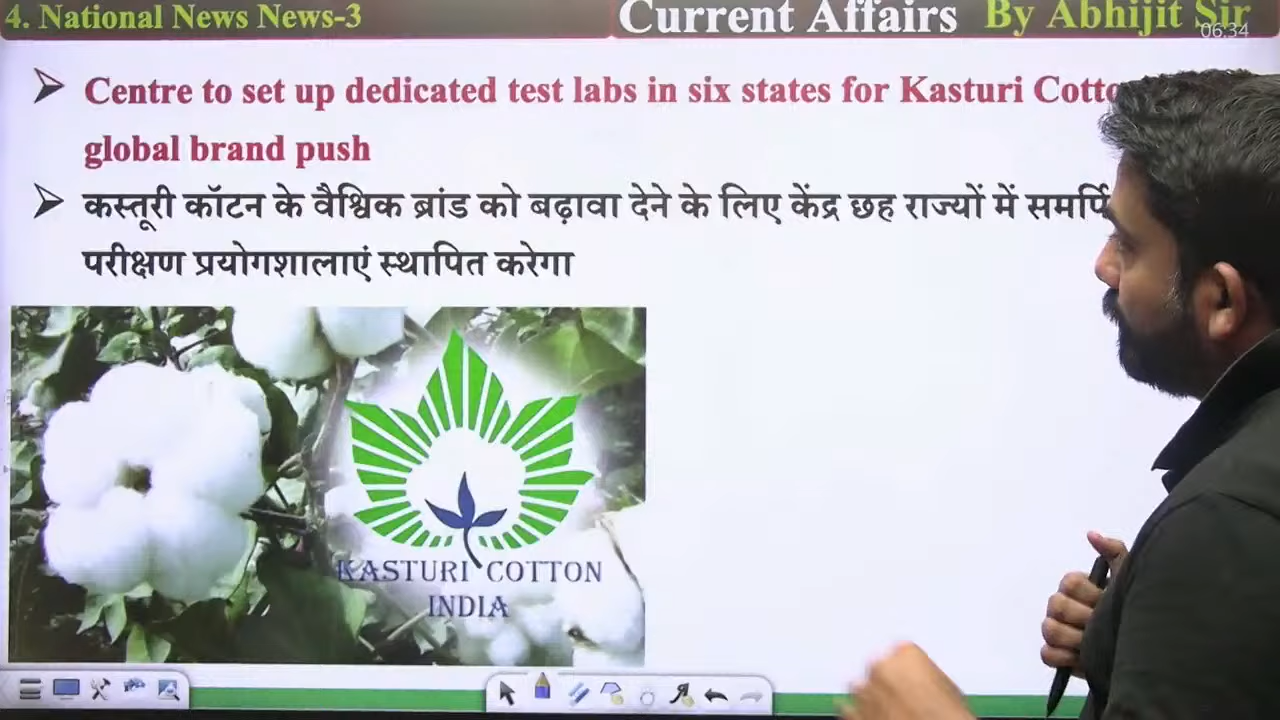 4. National News News-3
Current Affairs By Abhijit Sir
06:34
Centre to set up dedicated test labs in six states for Kasturi
global brand push
कस्तूरी कॉटन के वैश्विक ब्रांड को बढ़ावा देने के लिए केंद्र छह राज्यों में
परीक्षण प्रयोगशालाएं स्थापित करेगा
KASTURI COTTON
INDIA